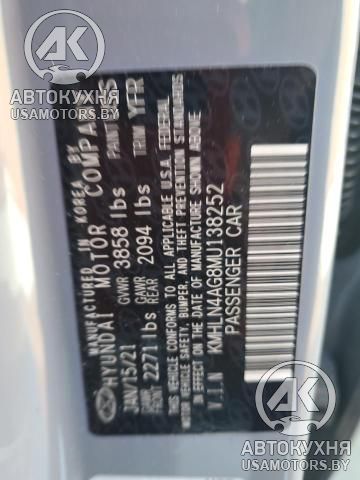 АВТОКУХНЯ
USAMOTORS.BY
MANUFACTURED IN KOREA BY
HYUNDAI MOTOR COMPANY
JAN/15/21
GVWR 3858 lbs
PAINT
GAWR FRONT 2271 lbs
GAWR REAR 2094 lbs
TRIM YFR
THIS VEHICLE CONFORMS TO ALL APPLICABLE U.S.A. FEDERAL
MOTOR VEHICLE SAFETY, BUMPER, AND THEFT PREVENTION STANDARDS
IN EFFECT ON THE DATE OF MANUFACTURE SHOWN ABOVE.
V.I.N KMHLN4AG8MU138252
PASSENGER CAR
АВТОКУХНЯ
USAMOTORS.BY